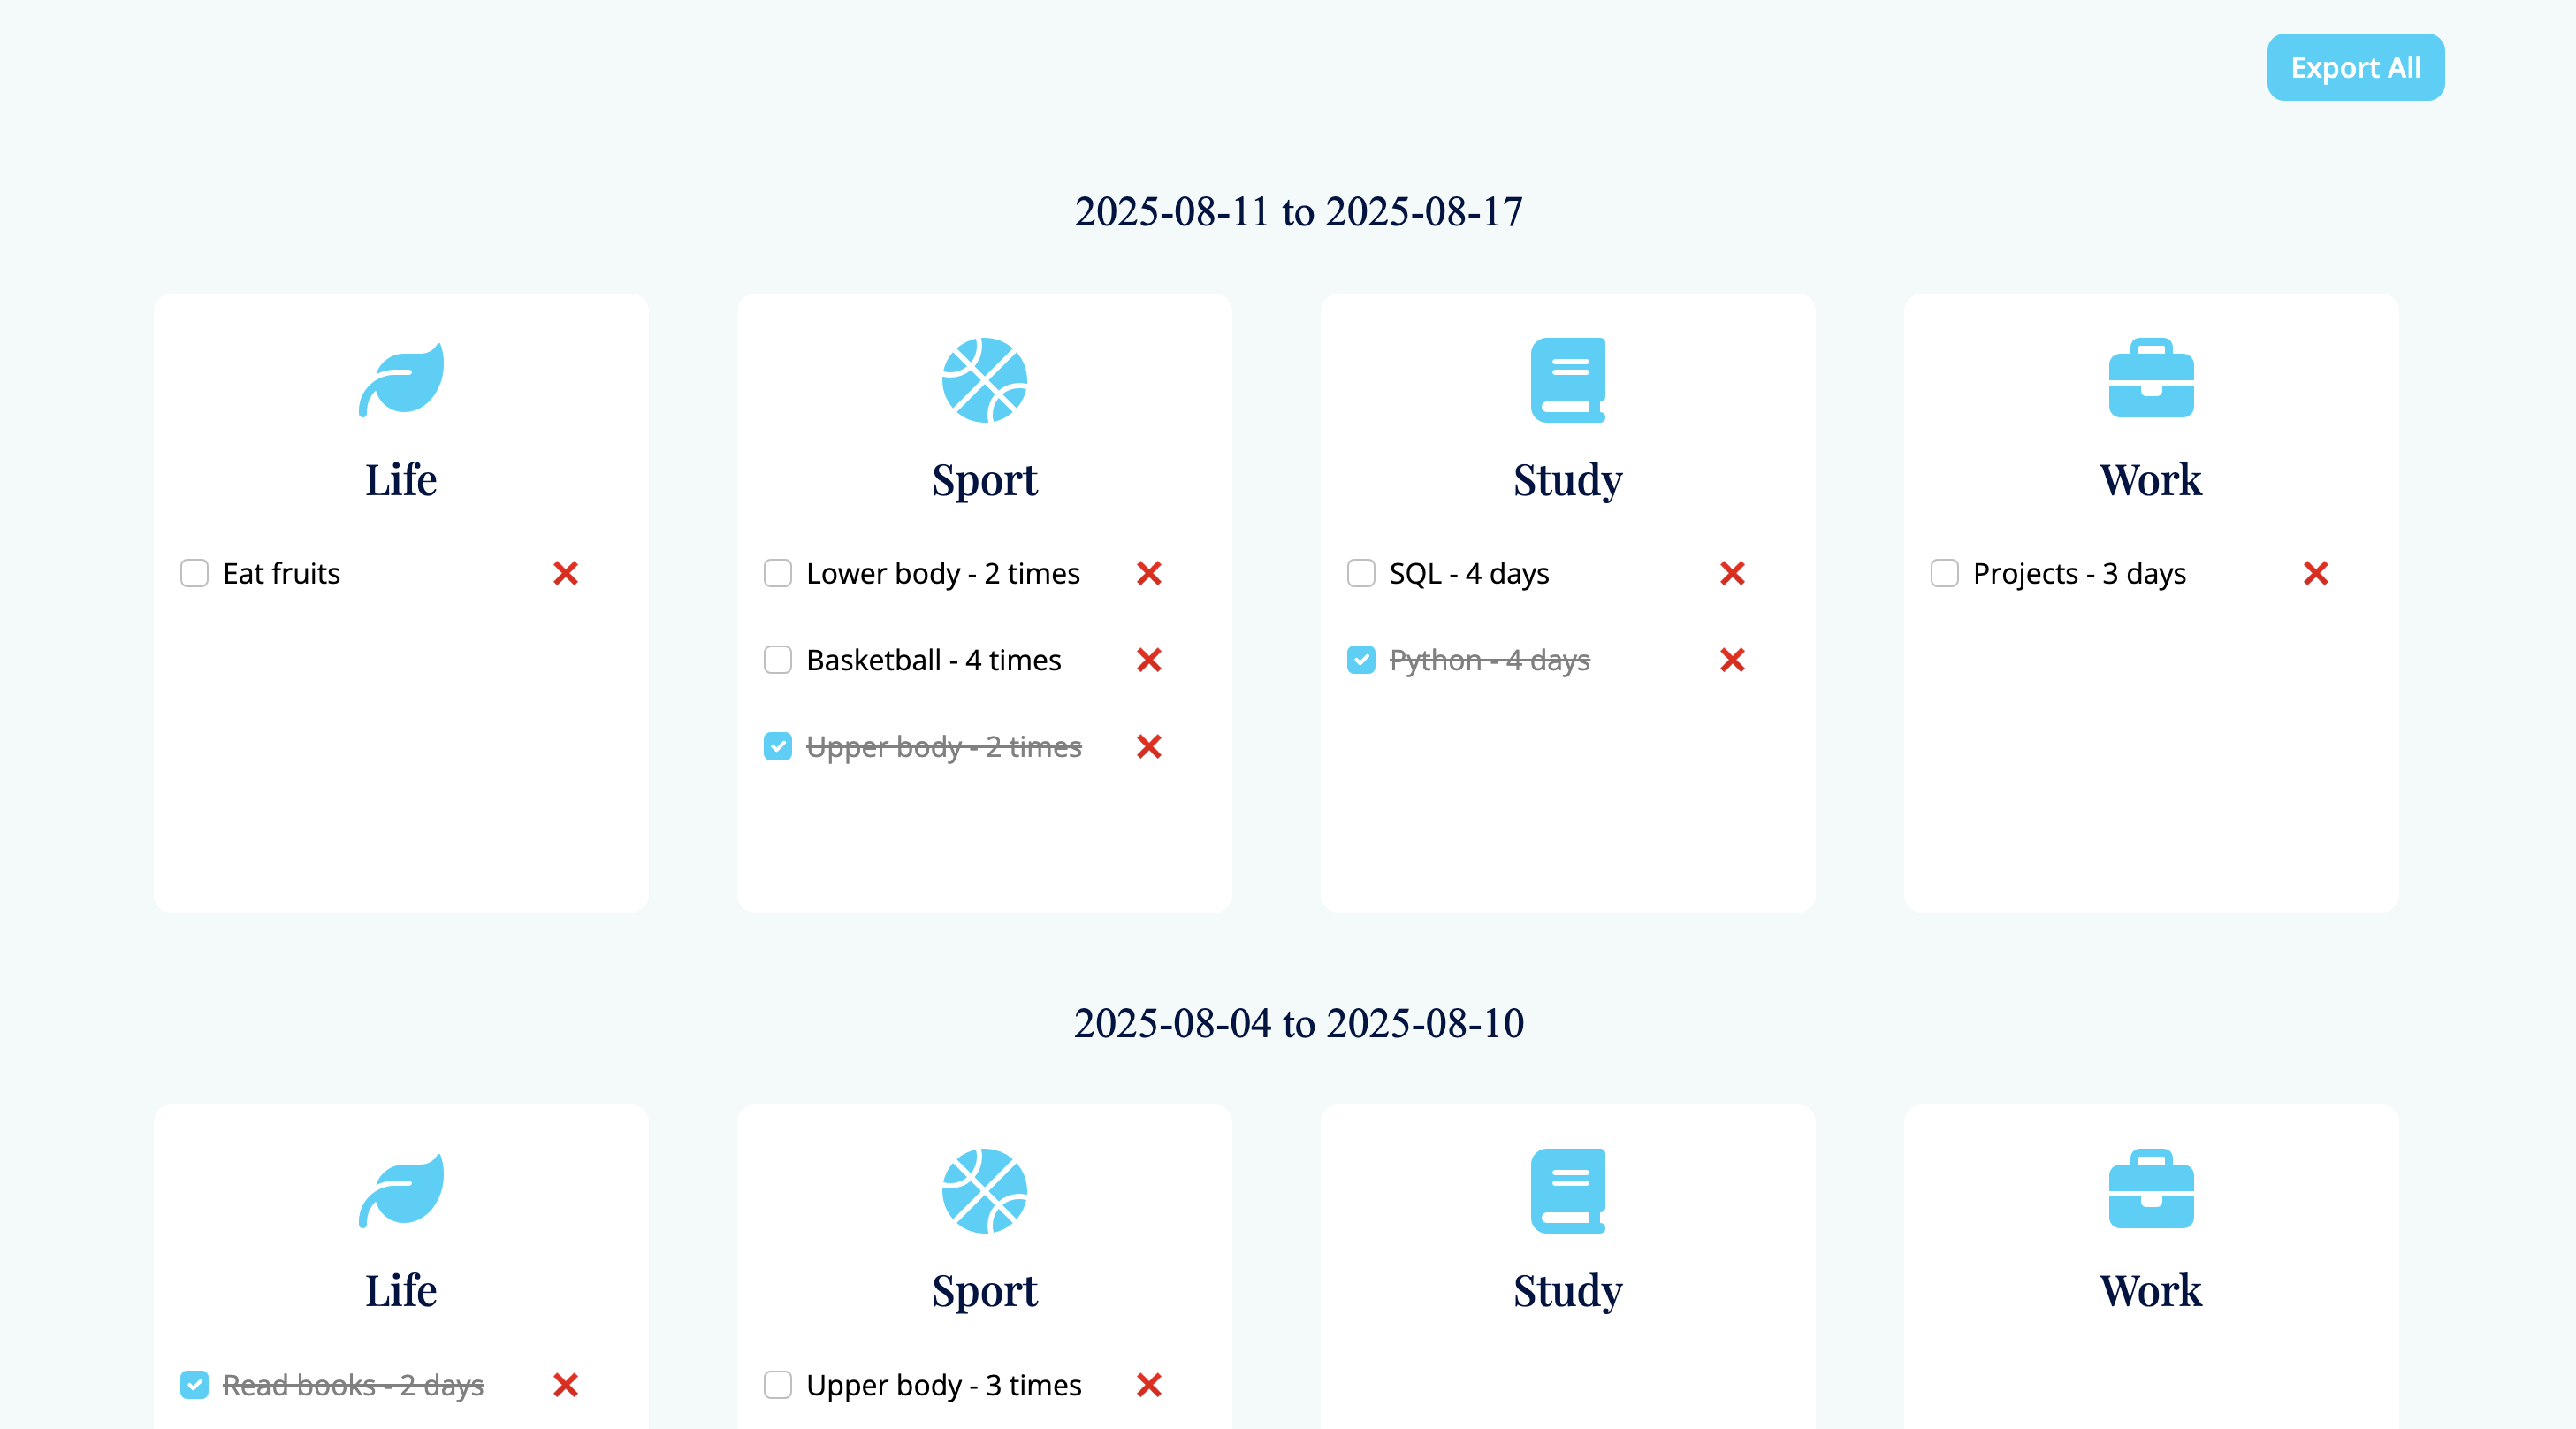 Export All
2025-08-11 to 2025-08-17
Life
Eat fruits
Sport
Lower body - 2 times
Basketball - 4 times
Upper body - 2 times
Study
SQL - 4 days
Python - 4 days
Work
Projects - 3 days
2025-08-04 to 2025-08-10
Life
Read books - 2 days
Sport
Upper body - 3 times
Study
Work